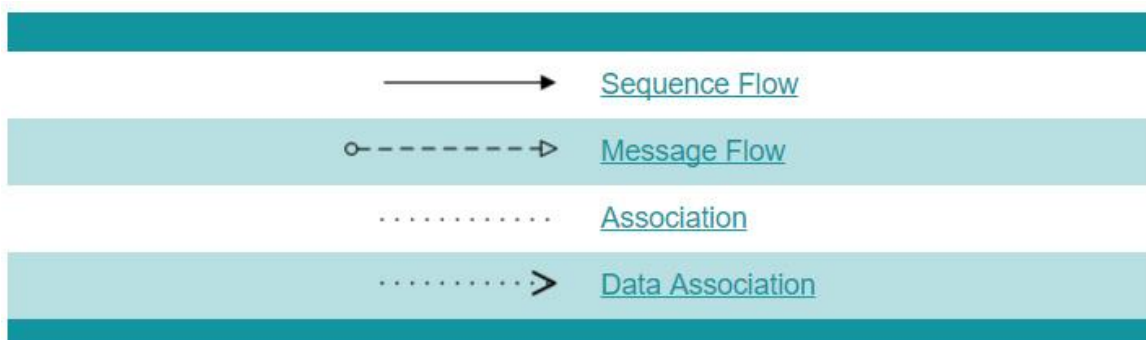 Sequence Flow
Message Flow
Association
Data Association